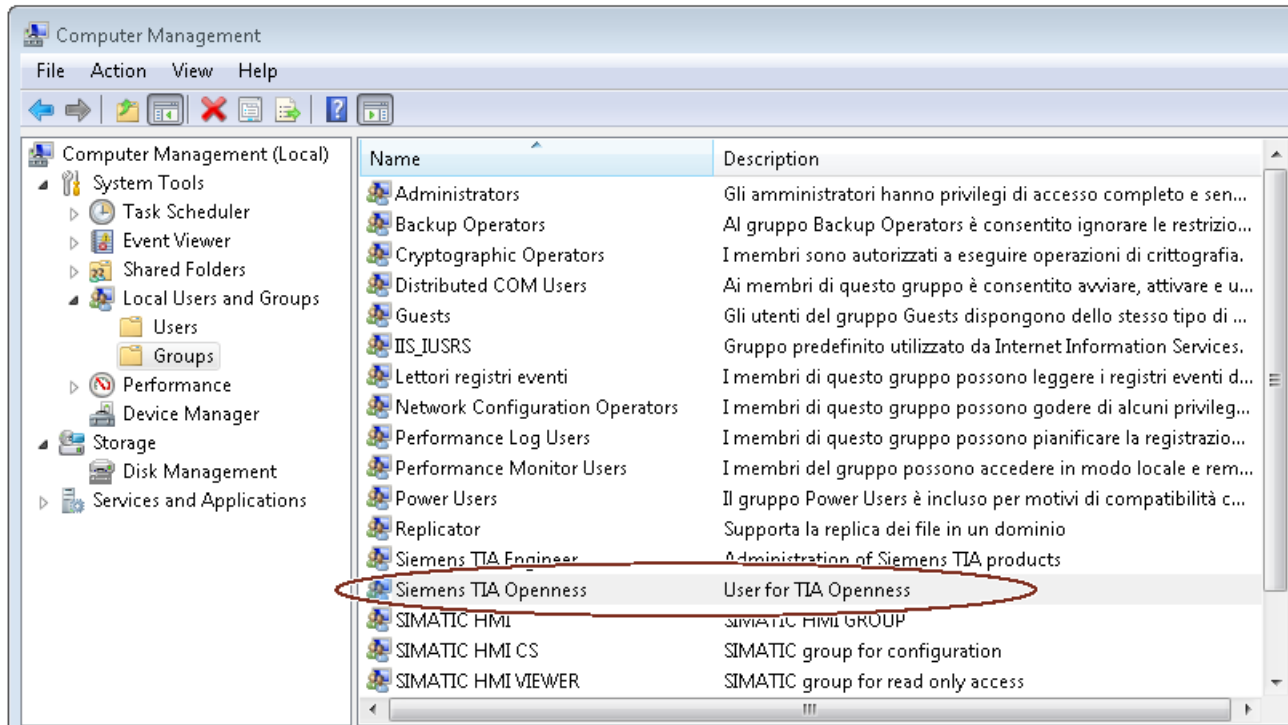 Computer Management
File Action View Help
Computer Management (Local)
System Tools
Task Scheduler
Event Viewer
Shared Folders
Local Users and Groups
Users
Groups
Performance
Device Manager
Storage
Disk Management
Services and Applications
Name Description
Administrators Gli amministratori hanno privilegi di accesso completo e sen...
Backup Operators Al gruppo Backup Operators è consentito ignorare le restrizio...
Cryptographic Operators I membri sono autorizzati a eseguire operazioni di crittografia.
Distributed COM Users Ai membri di questo gruppo è consentito avviare, attivare e u...
Guests Gli utenti del gruppo Guests dispongono dello stesso tipo di ...
IIS_IUSRS Gruppo predefinito utilizzato da Internet Information Services.
Lettori registri eventi I membri di questo gruppo possono leggere i registri eventi d...
Network Configuration Operators I membri di questo gruppo possono godere di alcuni privileg...
Performance Log Users I membri di questo gruppo possono pianificare la registrazio...
Performance Monitor Users I membri del gruppo possono accedere in modo locale e rem...
Power Users Il gruppo Power Users è incluso per motivi di compatibilità c...
Replicator Supporta la replica dei file in un dominio
Siemens TIA Engineer Administration of Siemens TIA products
Siemens TIA Openness User for TIA Openness
SIMATIC HMI SIMATIC HMI GROUP
SIMATIC HMI CS SIMATIC group for configuration
SIMATIC HMI VIEWER SIMATIC group for read only access